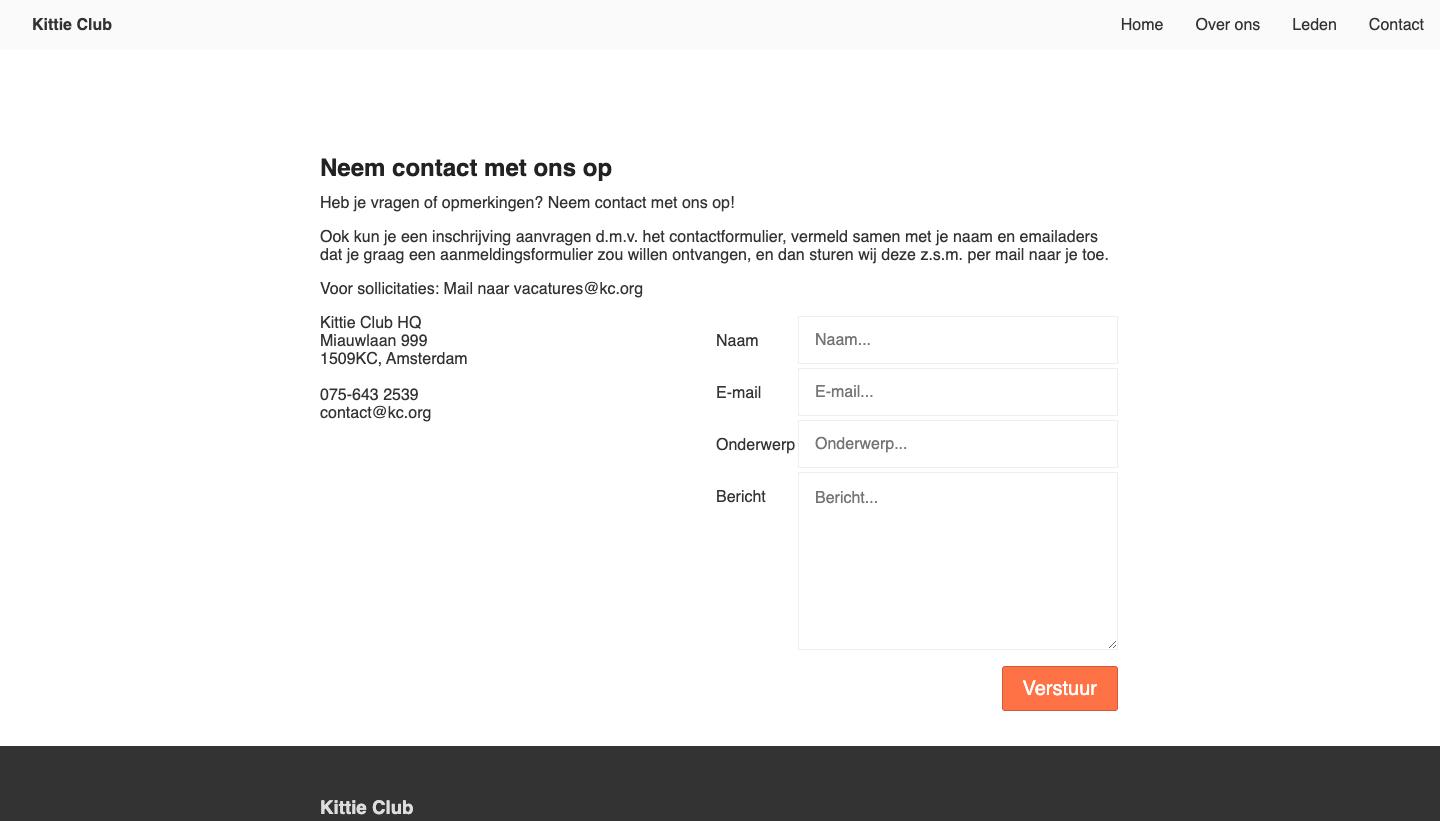 Kittie Club
Home
Over ons
Leden
Contact
Neem contact met ons op
Heb je vragen of opmerkingen? Neem contact met ons op!
Ook kun je een inschrijving aanvragen d.m.v. het contactformulier, vermeld samen met je naam en emailaders
dat je graag een aanmeldingsformulier zou willen ontvangen, en dan sturen wij deze z.s.m. per mail naar je toe.
Voor sollicitaties: Mail naar vacatures@kc.org
Kittie Club HQ
Miauwlaan 999
1509KC, Amsterdam
075-643 2539
contact@kc.org
Naam
Naam...
E-mail
E-mail...
Onderwerp
Onderwerp...
Bericht
Bericht...
Verstuur
Kittie Club